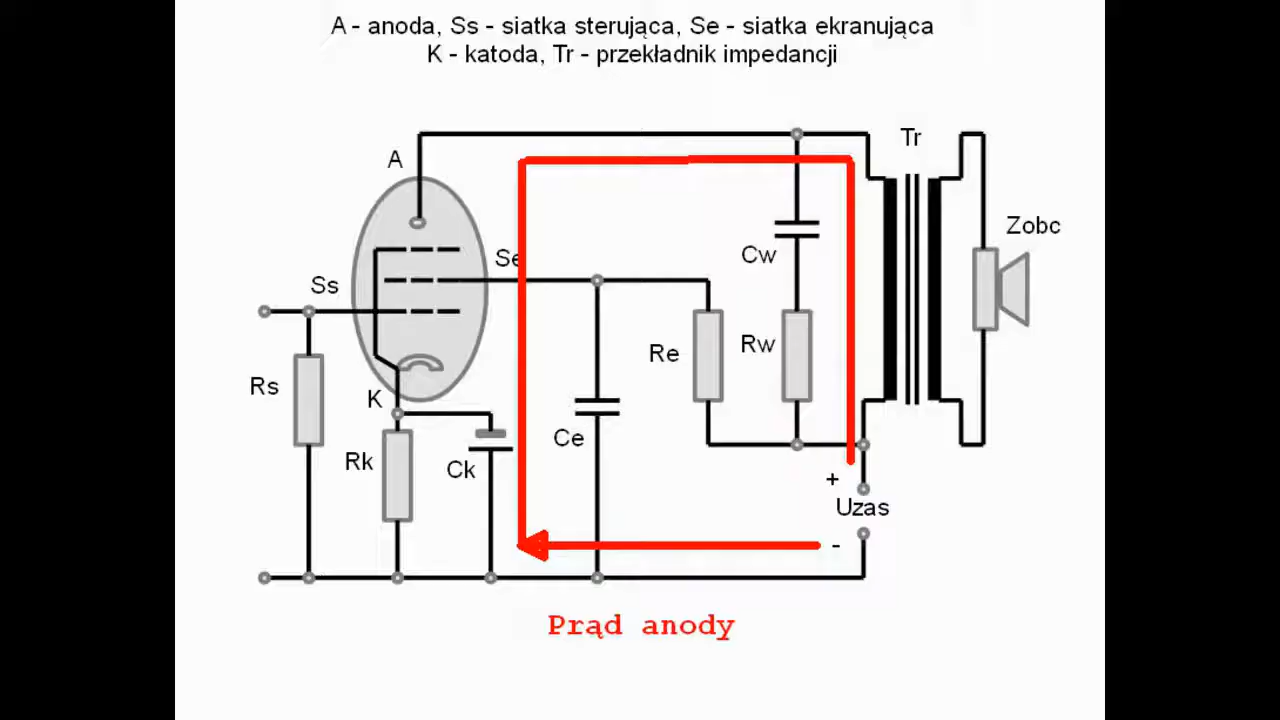 A - anoda, Ss - siatka sterująca, Se - siatka ekranująca
K - katoda, Tr - przekładnik impedancji
Tr
A
Zobc
Cw
Se
Ss
Re
Rw
Rs
K
Ce
Rk
Ck
+
Uzas
-
Prąd anody